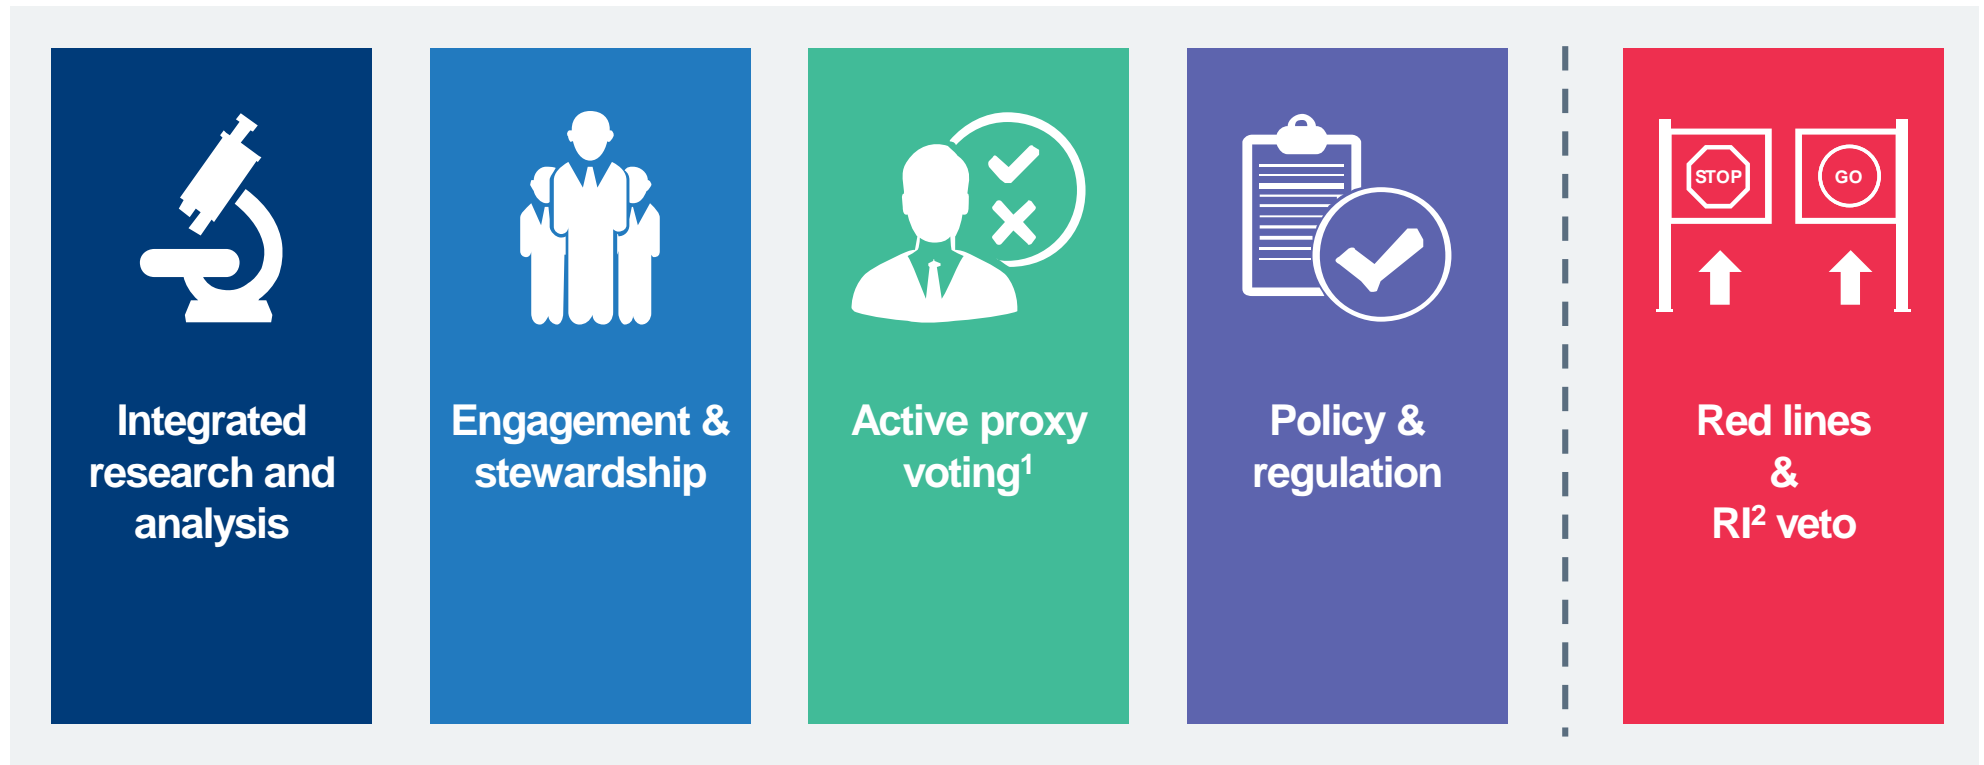 STOP
GO
Integrated
research and
analysis
Engagement &
stewardship
Active proxy
voting¹
Policy &
regulation
Red lines
&
RI² veto